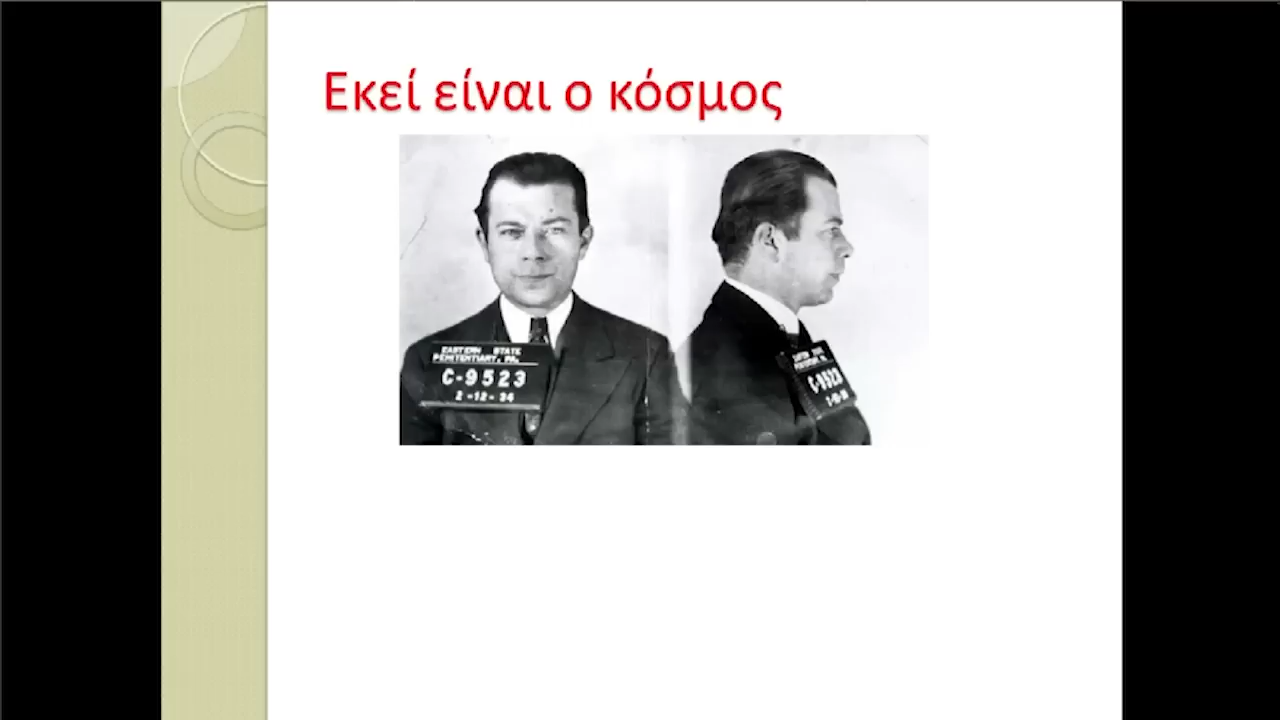 Εκεί είναι ο κόσμος
EASTERN STATE
PENITENTIARY, PA.
C-9523
2-12-34
C-9523